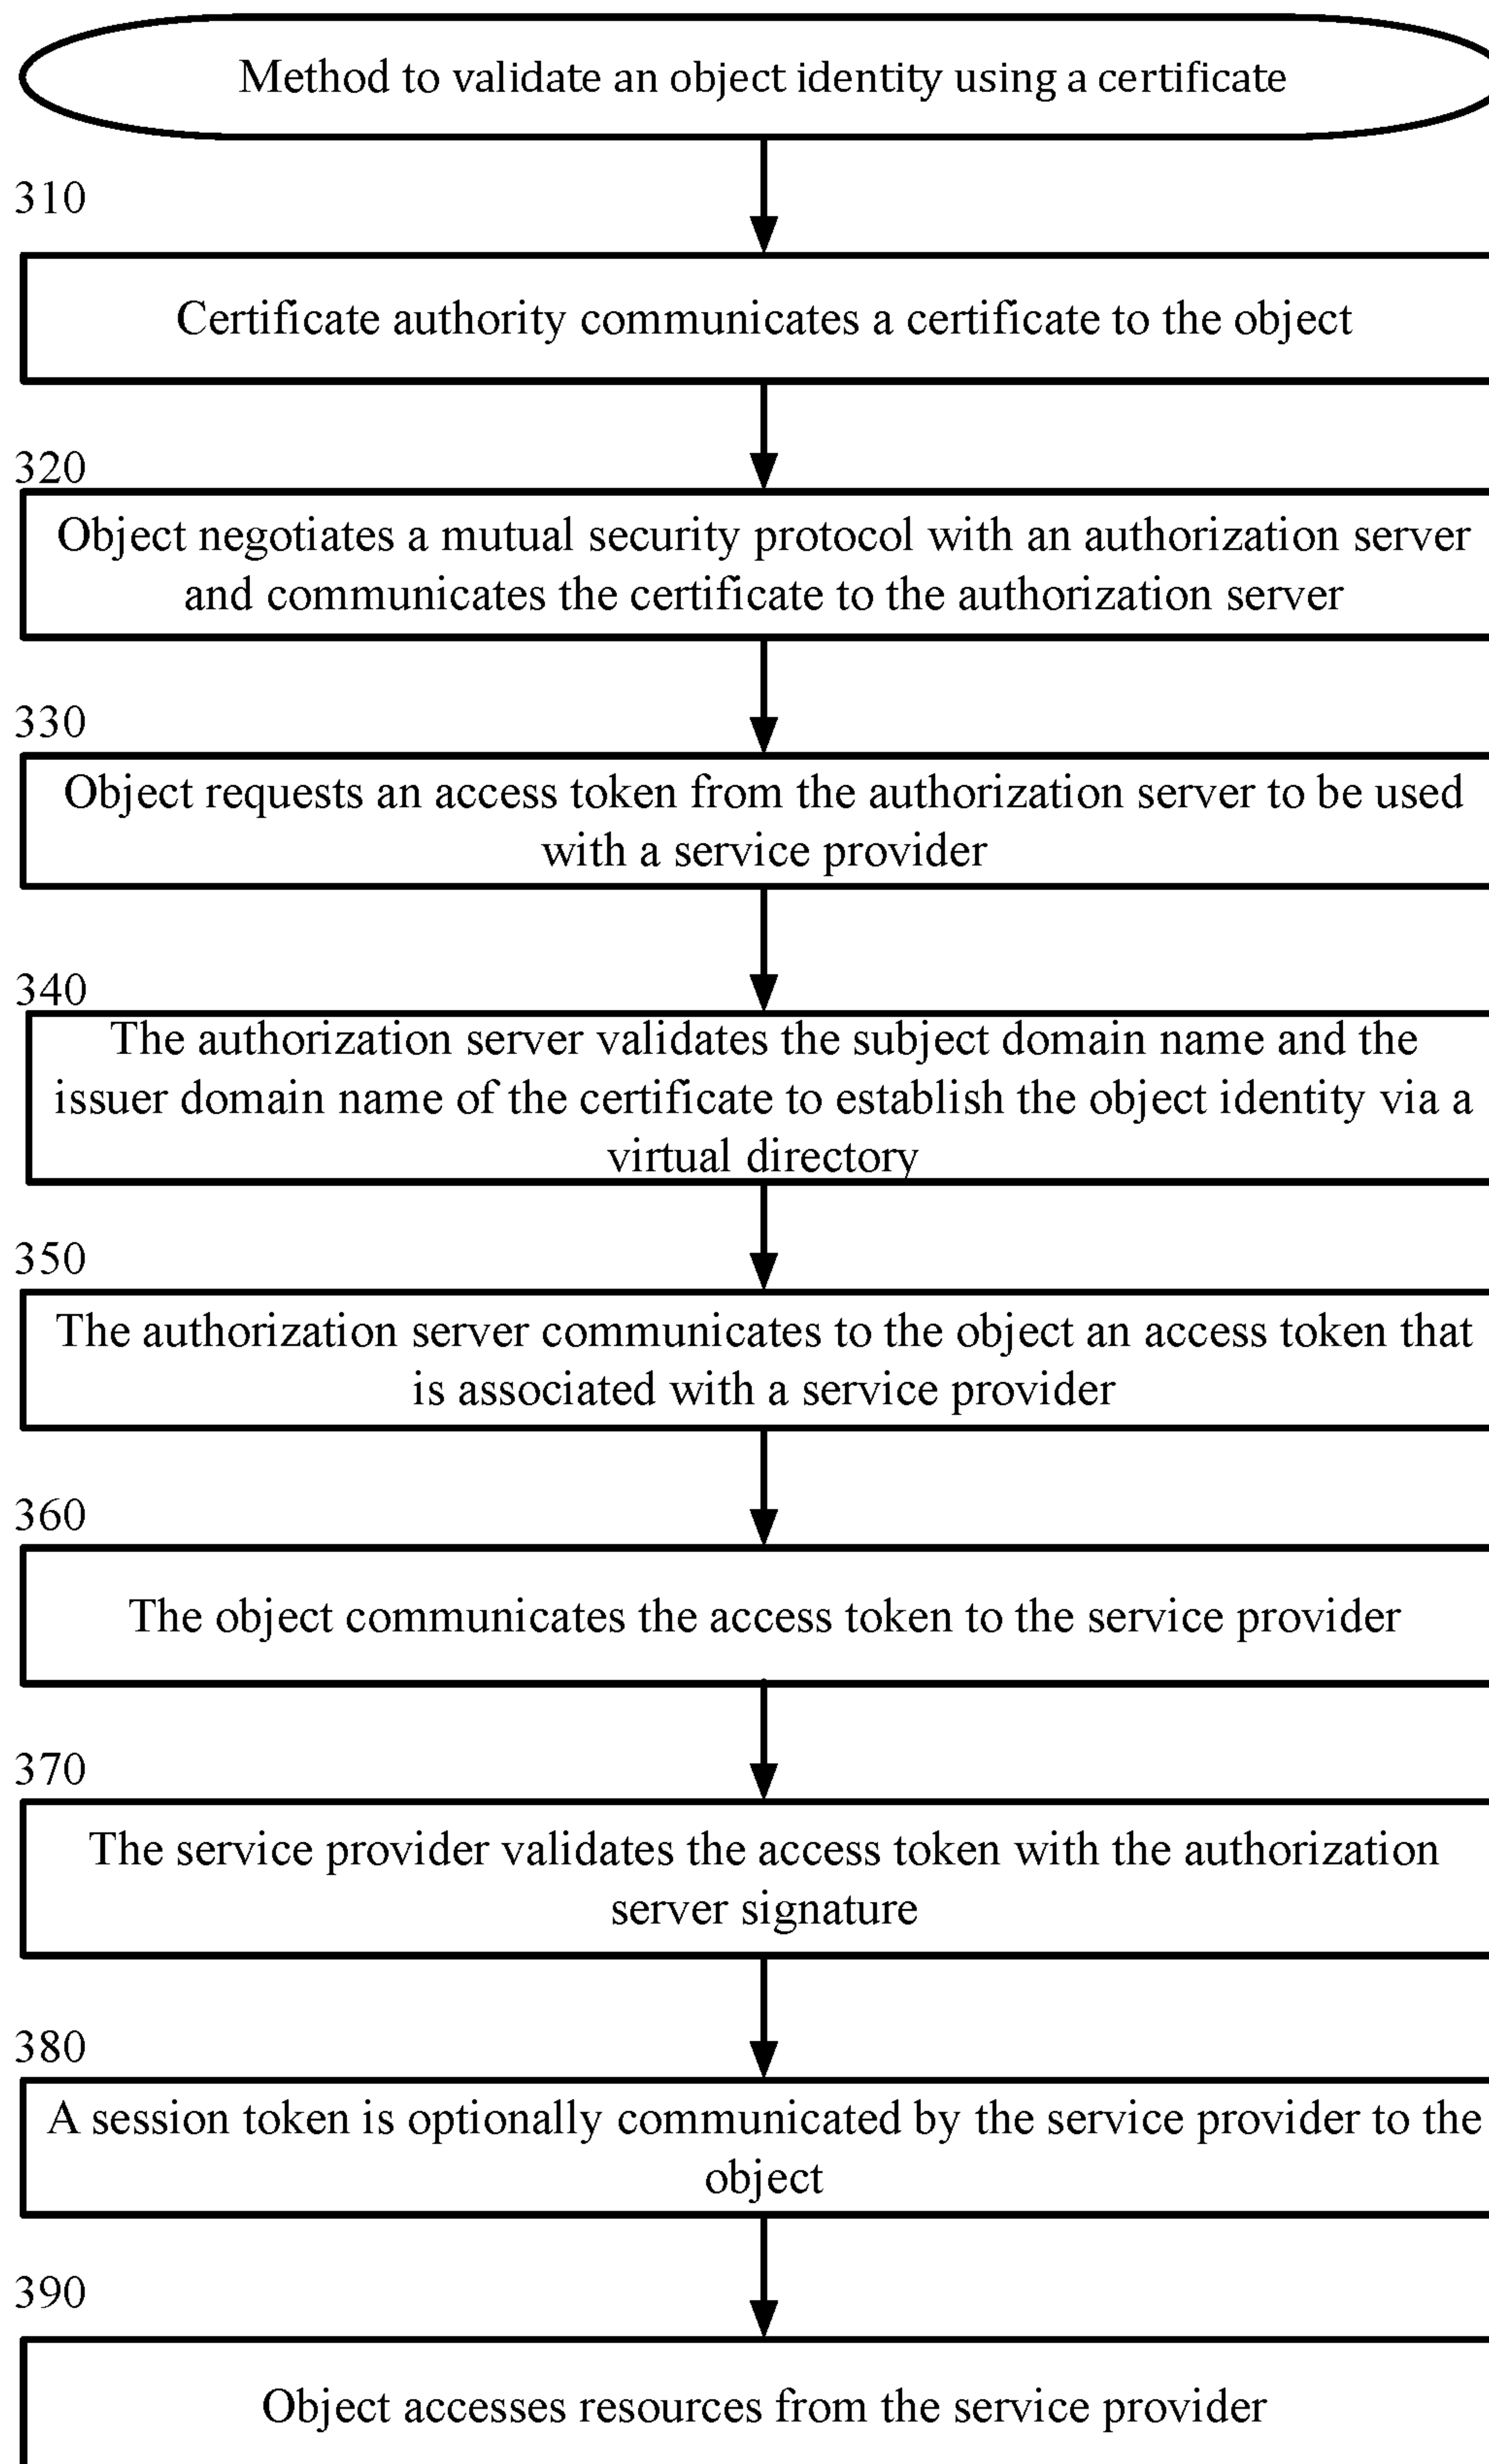 Method to validate an object identity using a certificate
310
Certificate authority communicates a certificate to the object
320
Object negotiates a mutual security protocol with an authorization server
and communicates the certificate to the authorization server
330
Object requests an access token from the authorization server to be used
with a service provider
340
The authorization server validates the subject domain name and the
issuer domain name of the certificate to establish the object identity via a
virtual directory
350
The authorization server communicates to the object an access token that
is associated with a service provider
360
The object communicates the access token to the service provider
370
The service provider validates the access token with the authorization
server signature
380
A session token is optionally communicated by the service provider to the
object
390
Object accesses resources from the service provider